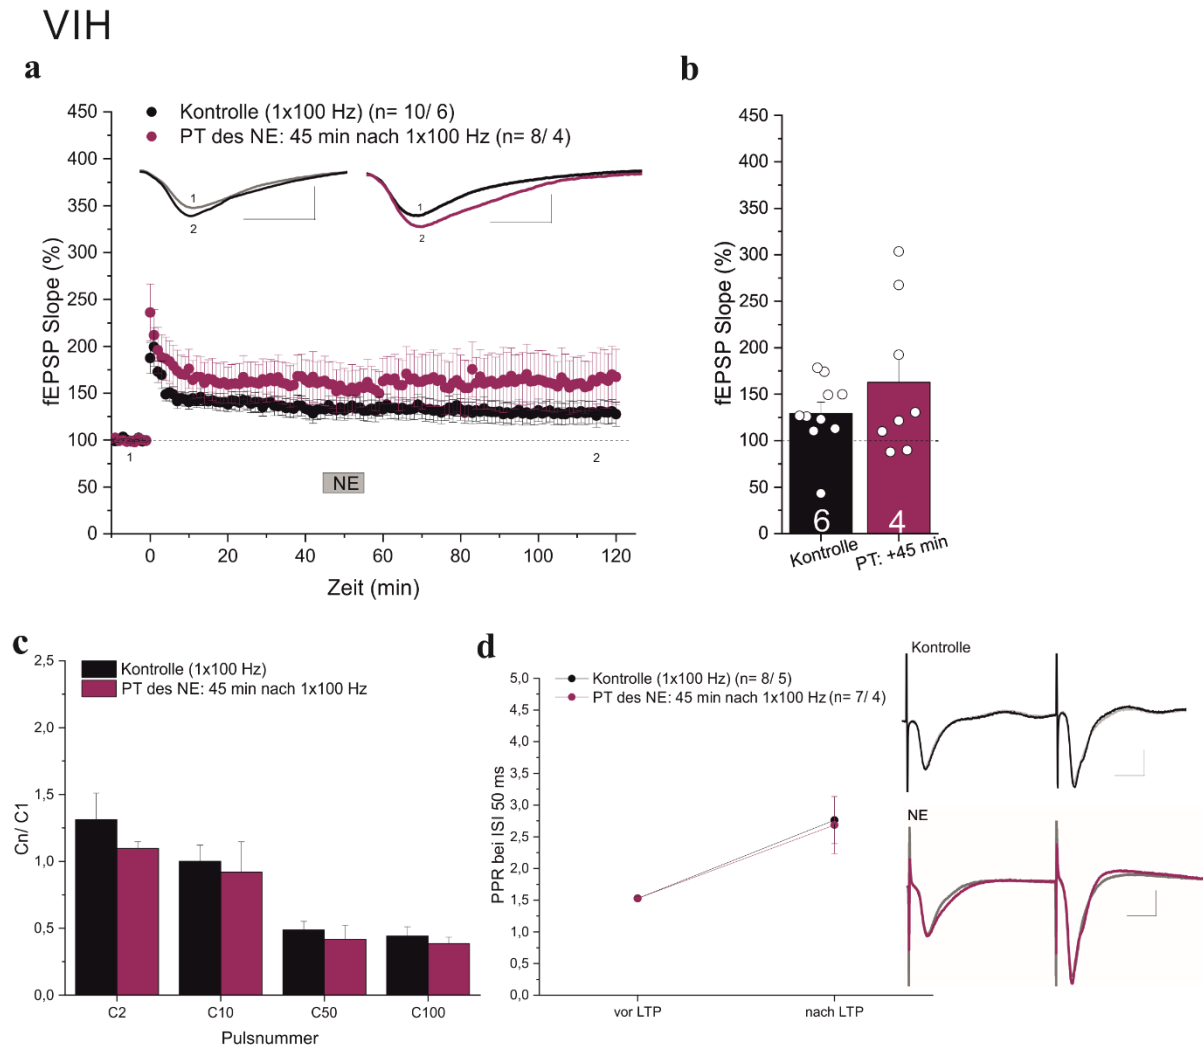 VIH
a
Kontrolle (1x100 Hz) (n= 10/ 6)
PT des NE: 45 min nach 1x100 Hz (n= 8/ 4)
fEPSP Slope (%)
450
400
350
300
250
200
150
100
50
0
1
2
1
2
1
2
NE
0
20
40
60
80
100
120
Zeit (min)
b
fEPSP Slope (%)
450
400
350
300
250
200
150
100
50
0
6
4
Kontrolle
PT: +45 min
c
Kontrolle (1x100 Hz)
PT des NE: 45 min nach 1x100 Hz
Cn/ C1
2,5
2,0
1,5
1,0
0,5
0,0
C2
C10
C50
C100
Pulsnummer
d
Kontrolle (1x100 Hz) (n= 8/ 5)
PT des NE: 45 min nach 1x100 Hz (n= 7/ 4)
PPR bei ISI 50 ms
5,0
4,5
4,0
3,5
3,0
2,5
2,0
1,5
1,0
0,5
0,0
vor LTP
nach LTP
Kontrolle
NE